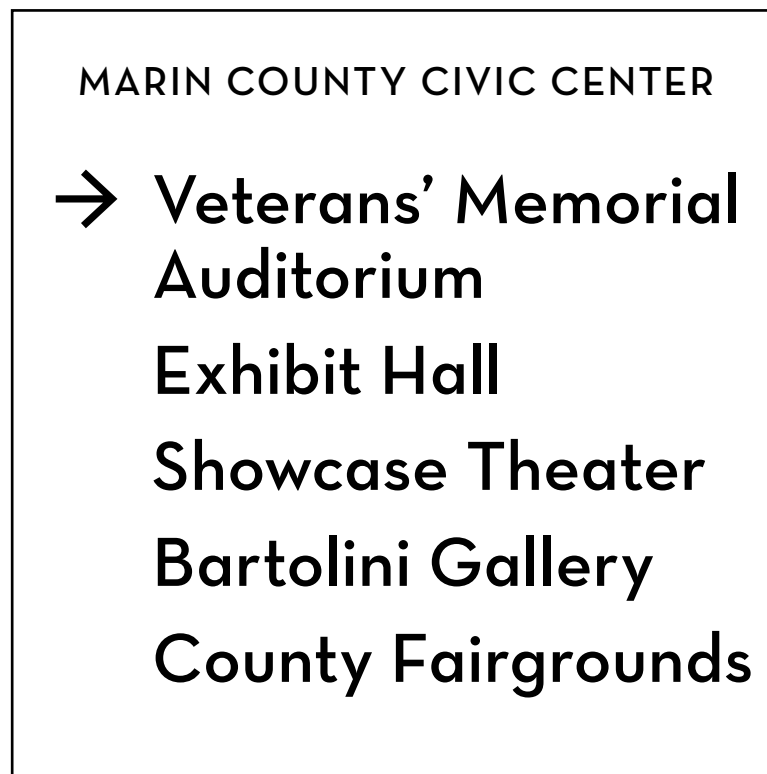 MARIN COUNTY CIVIC CENTER
→ Veterans’ Memorial
Auditorium
Exhibit Hall
Showcase Theater
Bartolini Gallery
County Fairgrounds